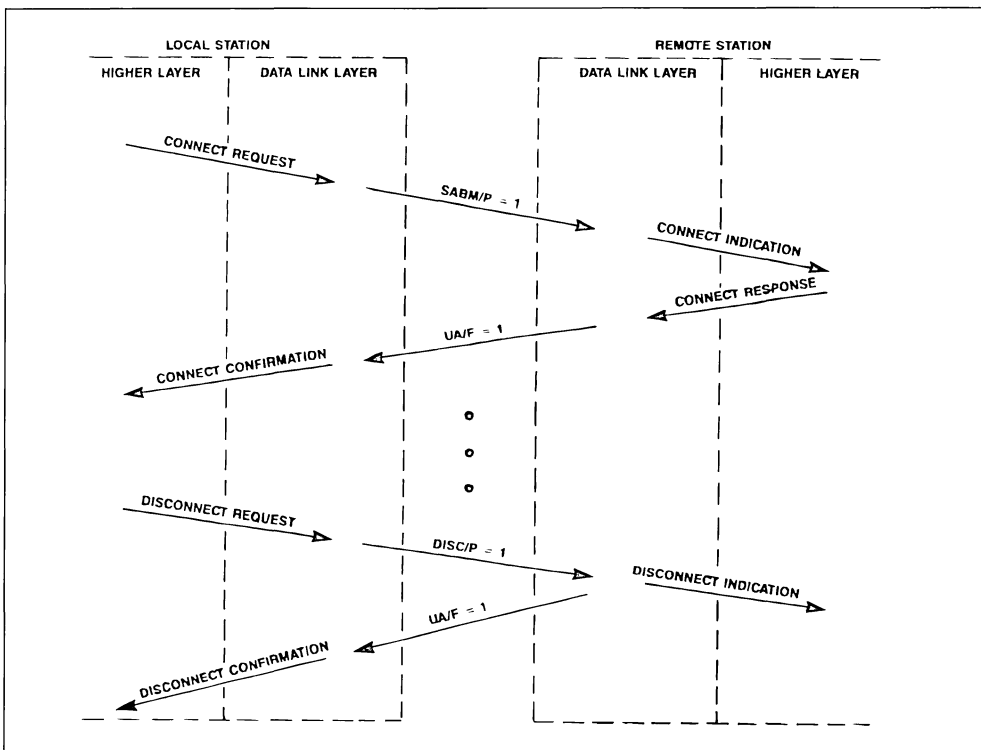 LOCAL STATION
REMOTE STATION
HIGHER LAYER
DATA LINK LAYER
DATA LINK LAYER
HIGHER LAYER
CONNECT REQUEST
SABM/P = 1
CONNECT INDICATION
CONNECT RESPONSE
UA/F = 1
CONNECT CONFIRMATION
DISCONNECT REQUEST
DISC/P = 1
DISCONNECT INDICATION
UA/F = 1
DISCONNECT CONFIRMATION